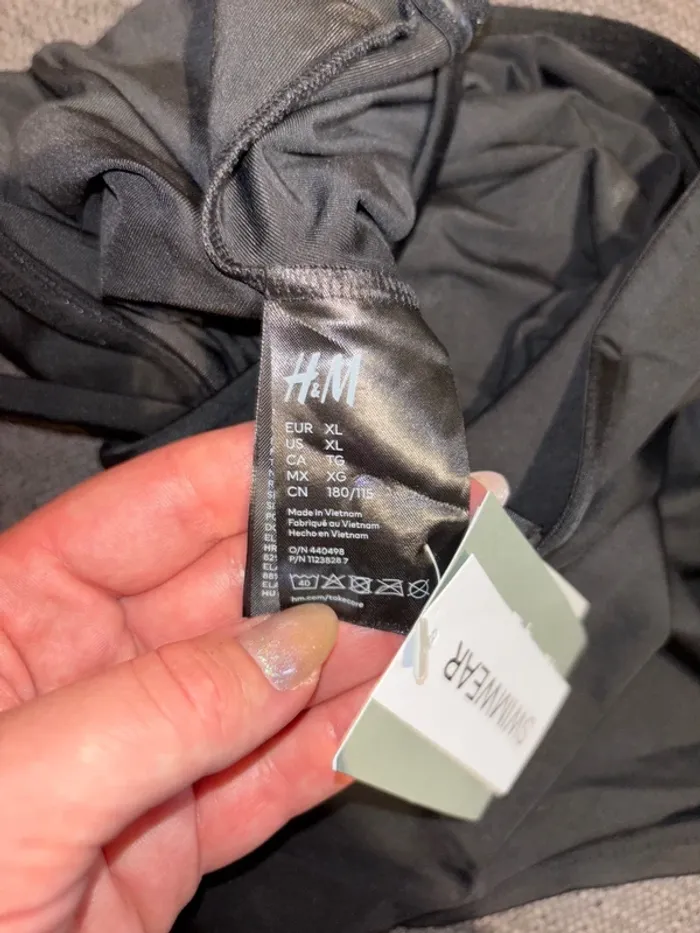 H&M
EUR XL
US XL
CA TG
MX XG
CN 180/115
Made in Vietnam
Fabriqué au Vietnam
Hecho en Vietnam
O/N 440498
P/N 1123828 7
40
hm.com/takecare
SWIMWEAR